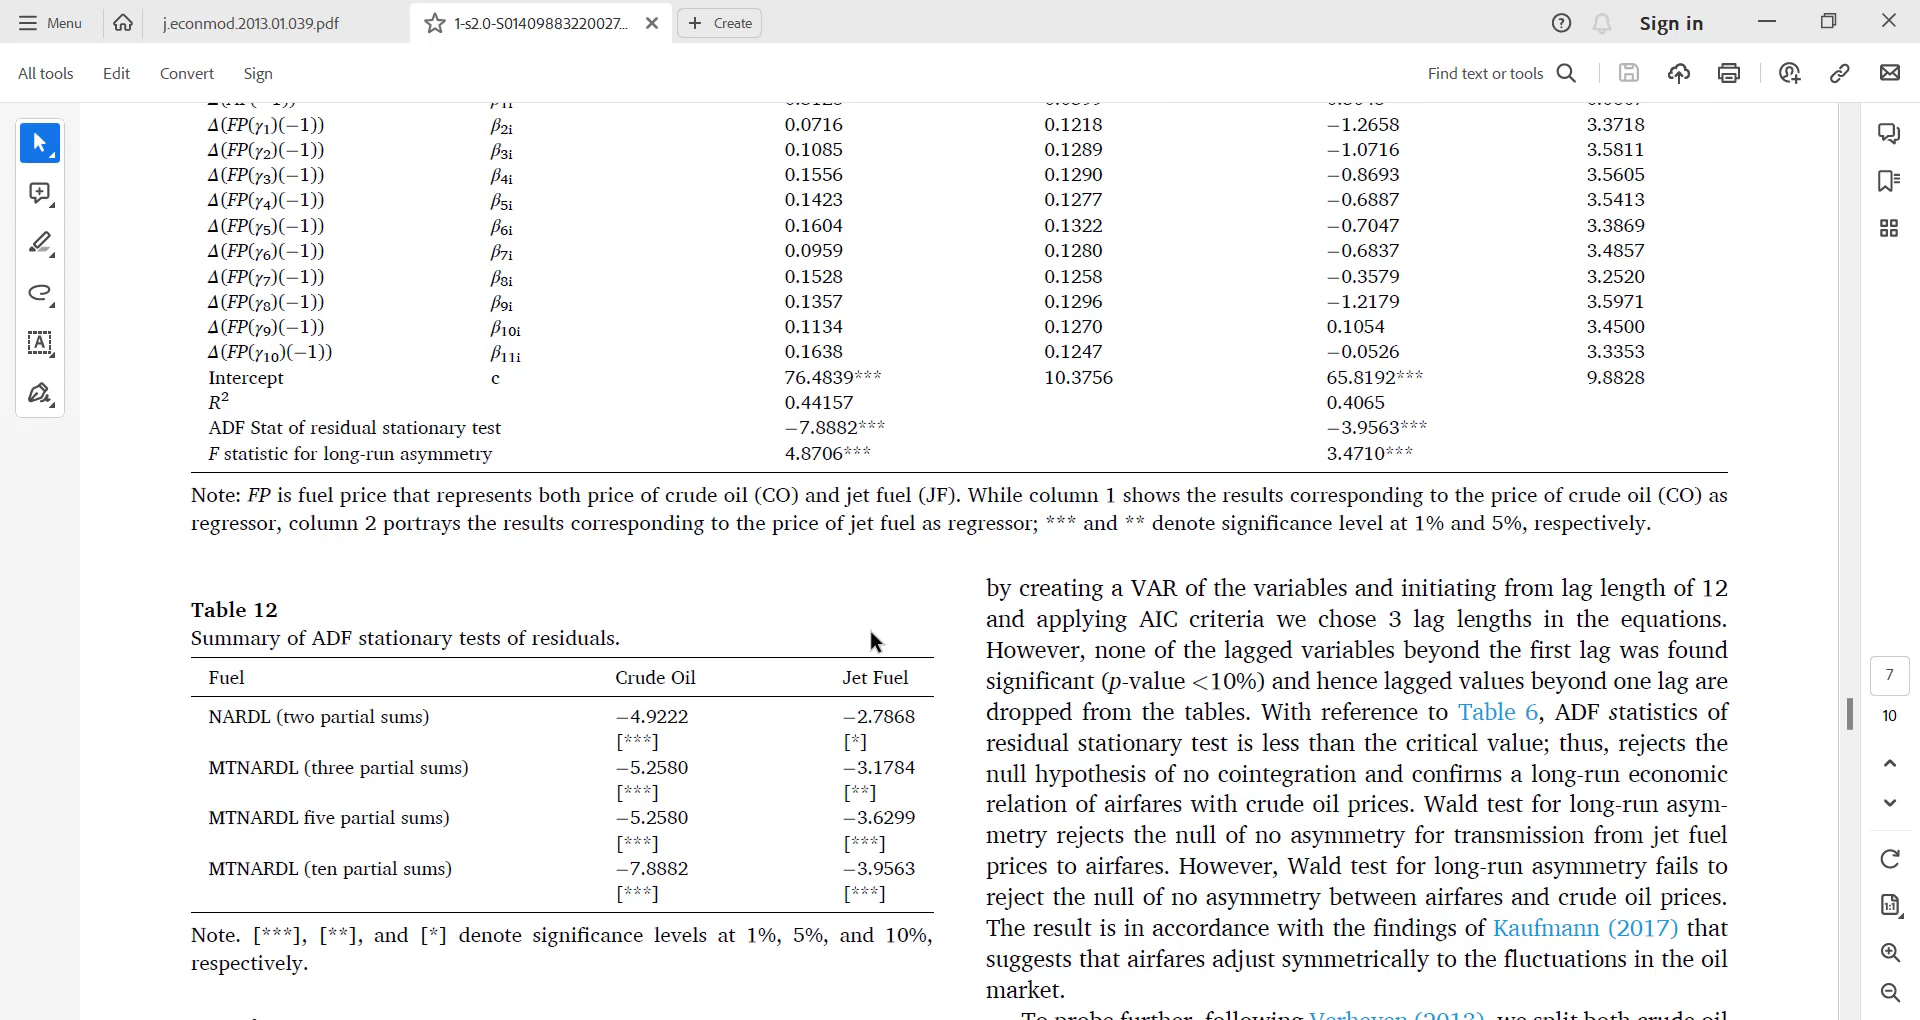 Menu
j.econmod.2013.01.039.pdf
1-s2.0-S01409883220027...
Create
Sign in
All tools
Edit
Convert
Sign
Find text or tools
Δ(FP(γ1)(−1)) β2i 0.0716 0.1218 −1.2658 3.3718
Δ(FP(γ2)(−1)) β3i 0.1085 0.1289 −1.0716 3.5811
Δ(FP(γ3)(−1)) β4i 0.1556 0.1290 −0.8693 3.5605
Δ(FP(γ4)(−1)) β5i 0.1423 0.1277 −0.6887 3.5413
Δ(FP(γ5)(−1)) β6i 0.1604 0.1322 −0.7047 3.3869
Δ(FP(γ6)(−1)) β7i 0.0959 0.1280 −0.6837 3.4857
Δ(FP(γ7)(−1)) β8i 0.1528 0.1258 −0.3579 3.2520
Δ(FP(γ8)(−1)) β9i 0.1357 0.1296 −1.2179 3.5971
Δ(FP(γ9)(−1)) β10i 0.1134 0.1270 0.1054 3.4500
Δ(FP(γ10)(−1)) β11i 0.1638 0.1247 −0.0526 3.3353
Intercept c 76.4839*** 10.3756 65.8192*** 9.8828
R2 0.44157 0.4065
ADF Stat of residual stationary test −7.8882*** −3.9563***
F statistic for long-run asymmetry 4.8706*** 3.4710***
Note: FP is fuel price that represents both price of crude oil (CO) and jet fuel (JF). While column 1 shows the results corresponding to the price of crude oil (CO) as
regressor, column 2 portrays the results corresponding to the price of jet fuel as regressor; *** and ** denote significance level at 1% and 5%, respectively.
Table 12
Summary of ADF stationary tests of residuals.
Fuel Crude Oil Jet Fuel
NARDL (two partial sums) −4.9222 −2.7868
[***] [*]
MTNARDL (three partial sums) −5.2580 −3.1784
[***] [**]
MTNARDL five partial sums) −5.2580 −3.6299
[***] [***]
MTNARDL (ten partial sums) −7.8882 −3.9563
[***] [***]
Note. [***], [**], and [*] denote significance levels at 1%, 5%, and 10%,
respectively.
by creating a VAR of the variables and initiating from lag length of 12
and applying AIC criteria we chose 3 lag lengths in the equations.
However, none of the lagged variables beyond the first lag was found
significant (p-value <10%) and hence lagged values beyond one lag are
dropped from the tables. With reference to Table 6, ADF statistics of
residual stationary test is less than the critical value; thus, rejects the
null hypothesis of no cointegration and confirms a long-run economic
relation of airfares with crude oil prices. Wald test for long-run asym-
metry rejects the null of no asymmetry for transmission from jet fuel
prices to airfares. However, Wald test for long-run asymmetry fails to
reject the null of no asymmetry between airfares and crude oil prices.
The result is in accordance with the findings of Kaufmann (2017) that
suggests that airfares adjust symmetrically to the fluctuations in the oil
market.
To probe further, following Verheyen (2013), we split both crude oil
7
10